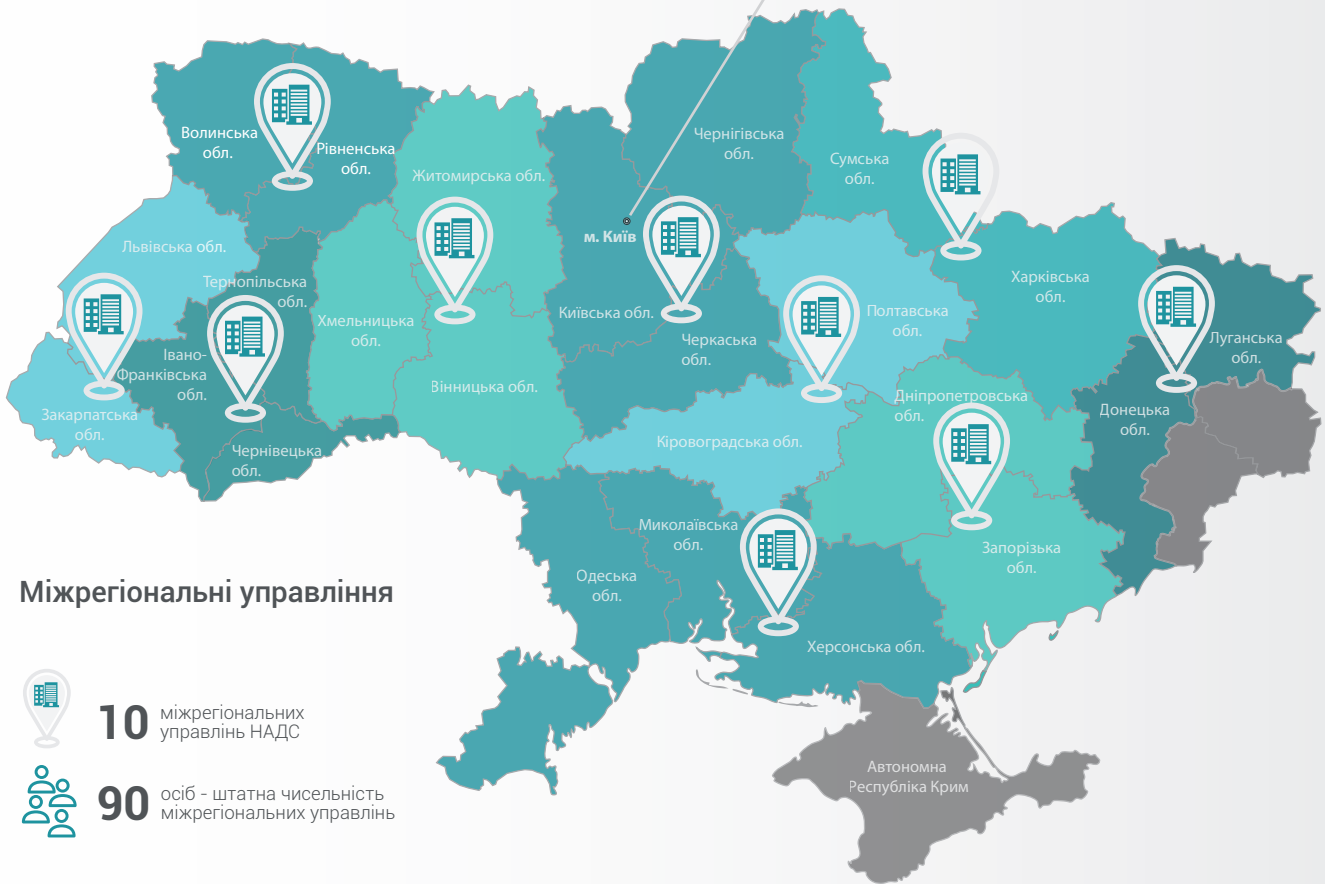 Волинська
обл.
Рівненська
обл.
Житомирська обл.
Чернігівська
обл.
Сумська
обл.
Львівська обл.
м. Київ
Тернопільська
обл.
Хмельницька
обл.
Київська обл.
Черкаська
обл.
Полтавська
обл.
Харківська
обл.
Луганська
обл.
Івано-
Франківська
обл.
Закарпатська
обл.
Чернівецька
обл.
Вінницька обл.
Кіровоградська обл.
Дніпропетровська
обл.
Донецька
обл.
Миколаївська
обл.
Одеська
обл.
Запорізька
обл.
Херсонська обл.
Автономна
Республіка Крим
Міжрегіональні управління
10 міжрегіональних
управлінь НАДС
90 осіб - штатна чисельність
міжрегіональних управлінь